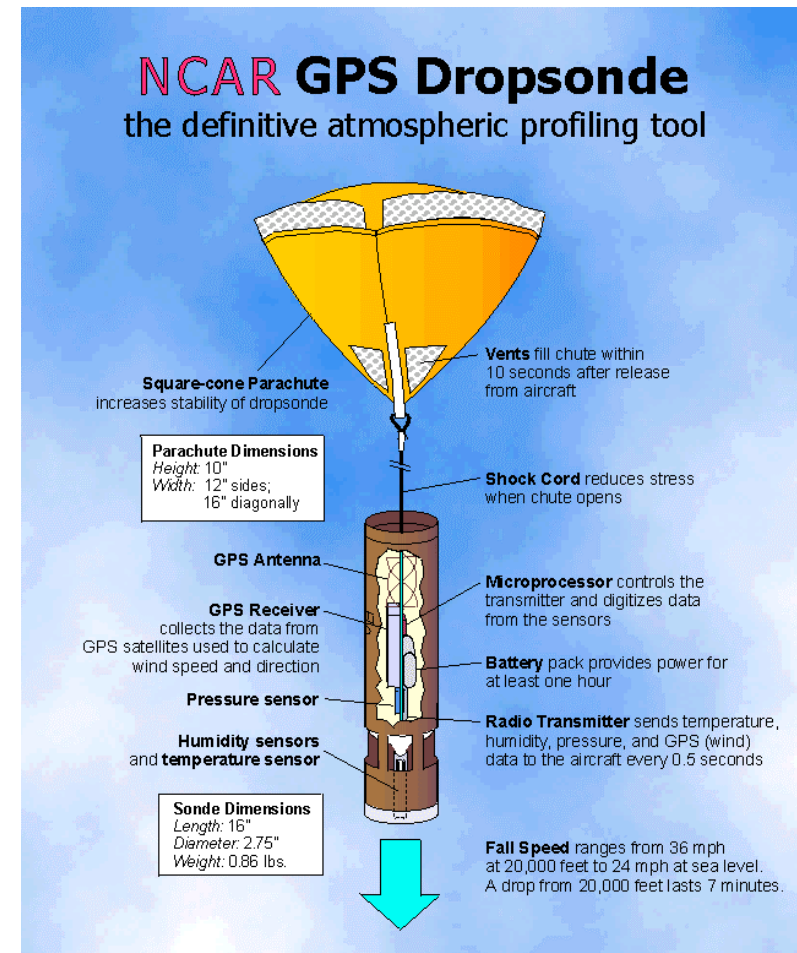 NCAR GPS Dropsonde
the definitive atmospheric profiling tool
Square-cone Parachute
increases stability of dropsonde
Vents fill chute within
10 seconds after release
from aircraft
Parachute Dimensions
Height: 10"
Width: 12" sides;
16" diagonally
Shock Cord reduces stress
when chute opens
GPS Antenna
GPS Receiver
collects the data from
GPS satellites used to calculate
wind speed and direction
Pressure sensor
Humidity sensors
and temperature sensor
Microprocessor controls the
transmitter and digitizes data
from the sensors
Battery pack provides power for
at least one hour
Radio Transmitter sends temperature,
humidity, pressure, and GPS (wind)
data to the aircraft every 0.5 seconds
Sonde Dimensions
Length: 16"
Diameter: 2.75"
Weight: 0.86 lbs.
Fall Speed ranges from 36 mph
at 20,000 feet to 24 mph at sea level.
A drop from 20,000 feet lasts 7 minutes.